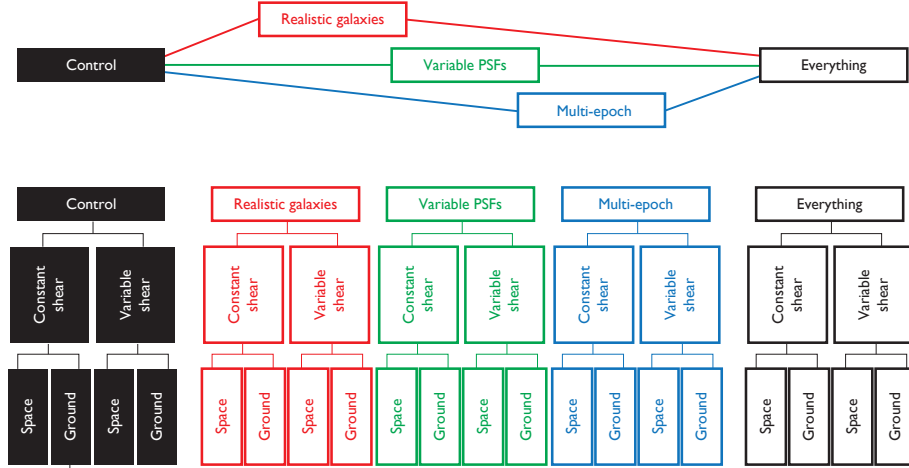 Realistic galaxies
Control
Variable PSFs
Everything
Multi-epoch
Control
Realistic galaxies
Variable PSFs
Multi-epoch
Everything
Constant
shear
Variable
shear
Constant
shear
Variable
shear
Constant
shear
Variable
shear
Constant
shear
Variable
shear
Constant
shear
Variable
shear
Space
Ground
Space
Ground
Space
Ground
Space
Ground
Space
Ground
Space
Ground
Space
Ground
Space
Ground
Space
Ground
Space
Ground